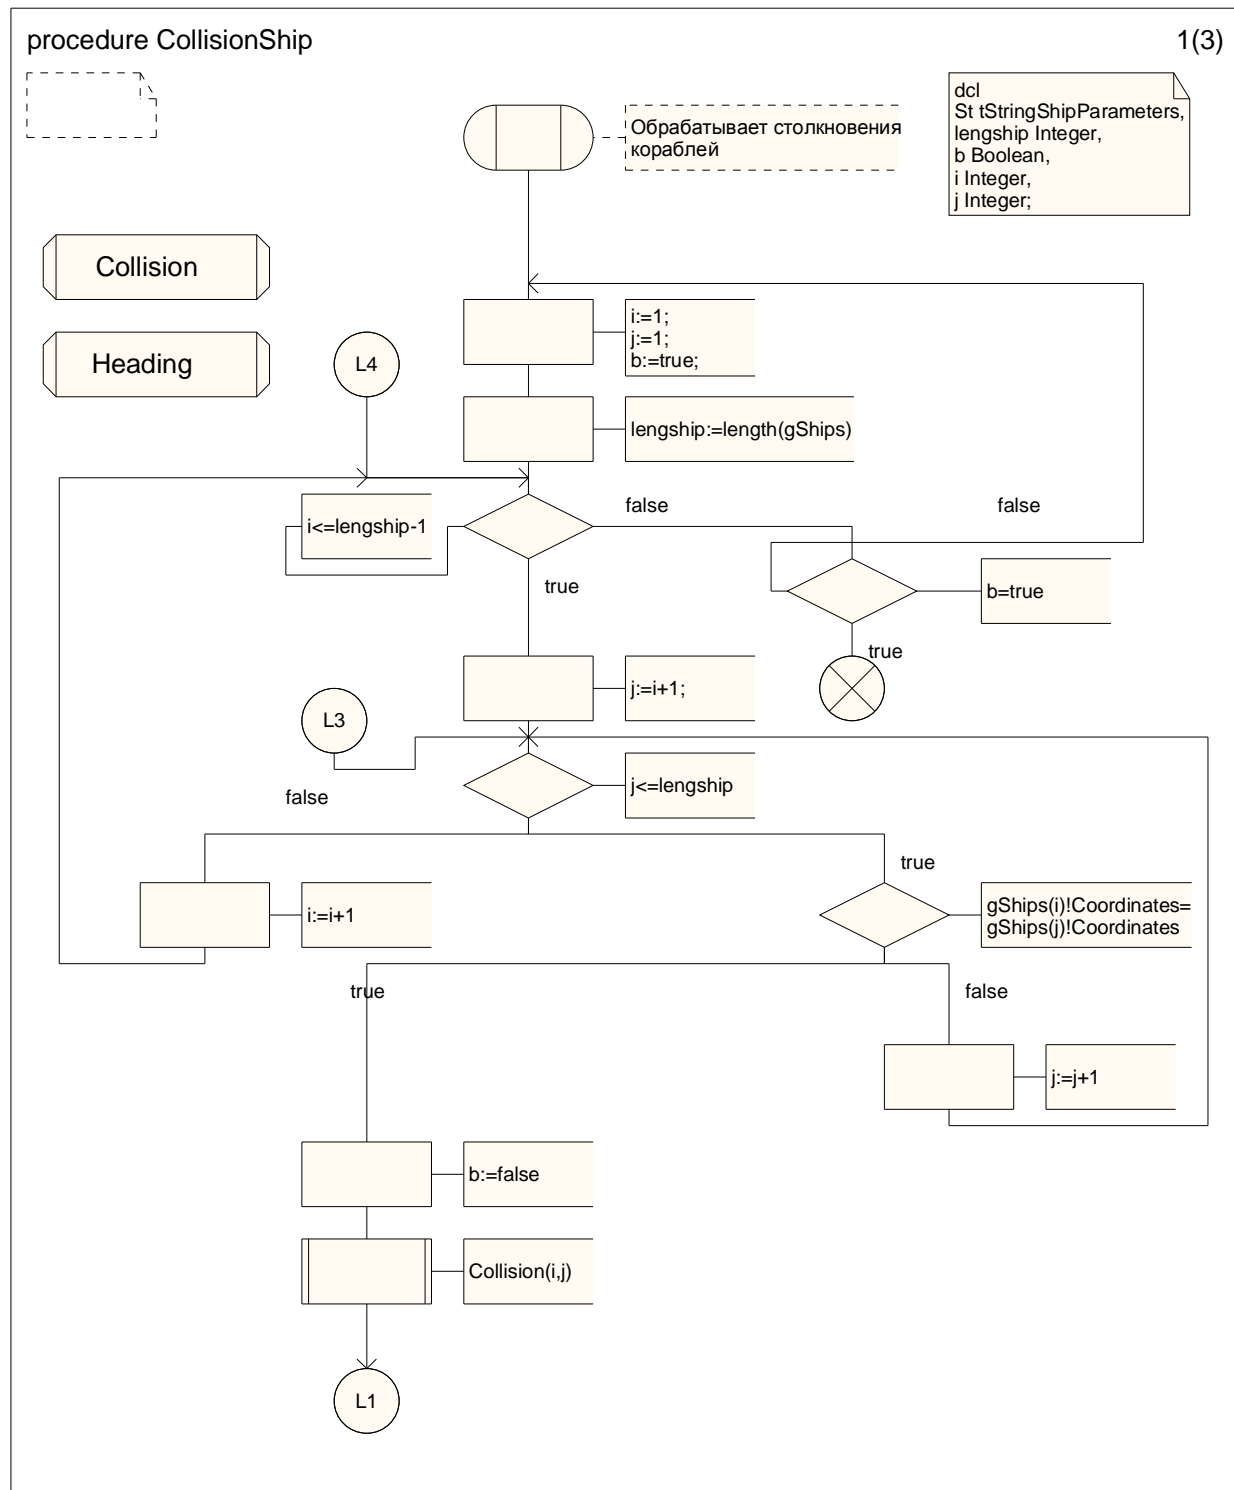 procedure CollisionShip
1(3)
dcl
St tStringShipParameters,
lengship Integer,
b Boolean,
i Integer,
j Integer;
Обрабатывает столкновения
кораблей
Collision
Heading
L4
i:=1;
j:=1;
b:=true;
lengship:=length(gShips)
i<=lengship-1
false
false
true
b=true
true
j:=i+1;
L3
j<=lengship
false
true
i:=i+1
gShips(i)!Coordinates=
gShips(j)!Coordinates
true
false
j:=j+1
b:=false
Collision(i,j)
L1